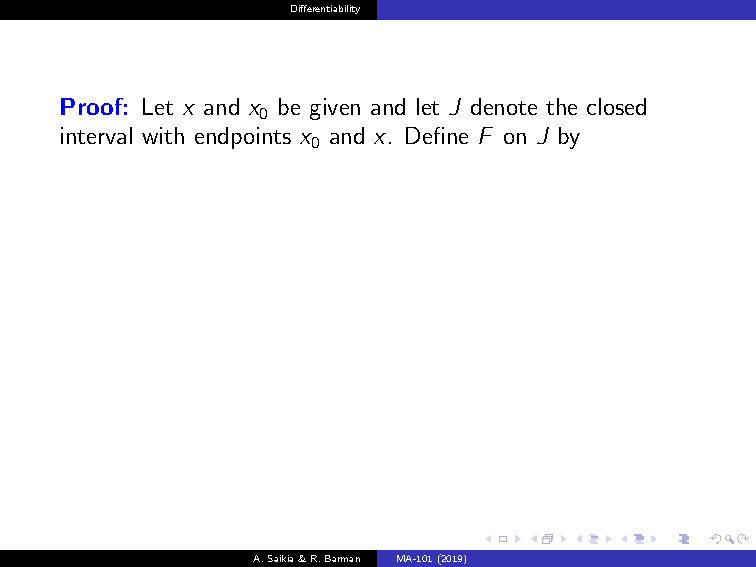 Differentiability
Proof: Let x and x₀ be given and let J denote the closed
interval with endpoints x₀ and x. Define F on J by
A. Saikia & R. Barman MA-101 (2019)